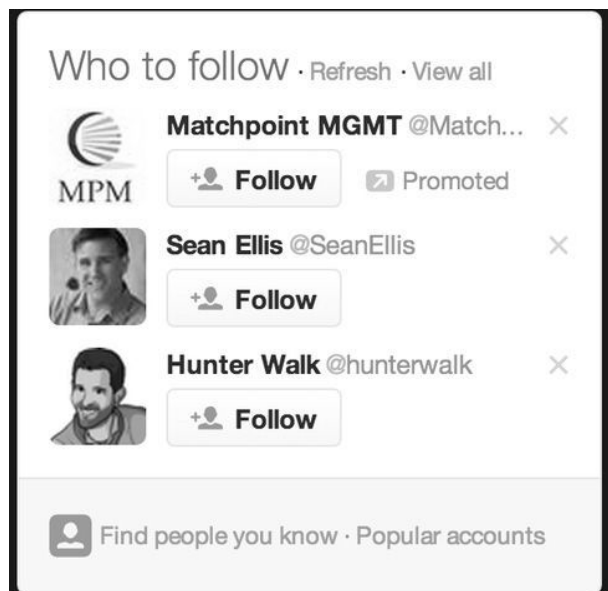 Who to follow · Refresh · View all
Matchpoint MGMT @Match...
MPM
Follow
Promoted
Sean Ellis @SeanEllis
Follow
Hunter Walk @hunterwalk
Follow
Find people you know · Popular accounts